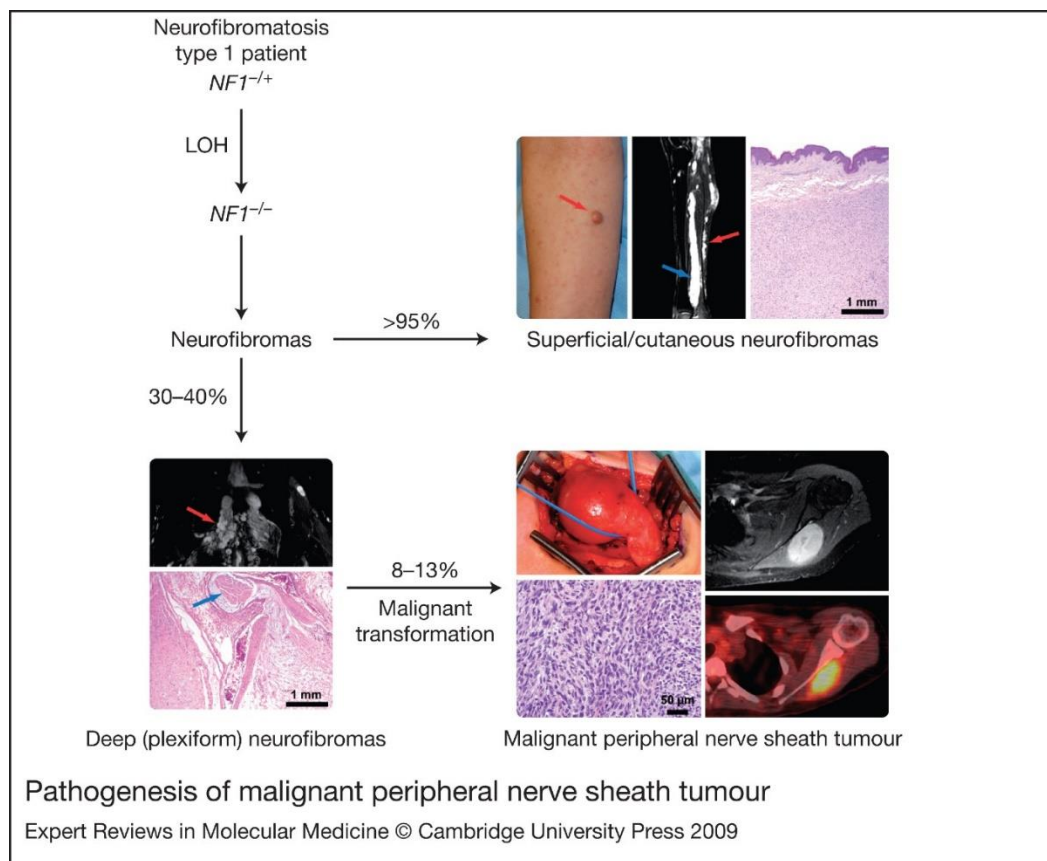 Neurofibromatosis
type 1 patient
NF1⁻/⁺
LOH
NF1⁻/⁻
Neurofibromas
>95%
1 mm
Superficial/cutaneous neurofibromas
30–40%
8–13%
Malignant
transformation
1 mm
50 µm
Deep (plexiform) neurofibromas
Malignant peripheral nerve sheath tumour
Pathogenesis of malignant peripheral nerve sheath tumour
Expert Reviews in Molecular Medicine © Cambridge University Press 2009